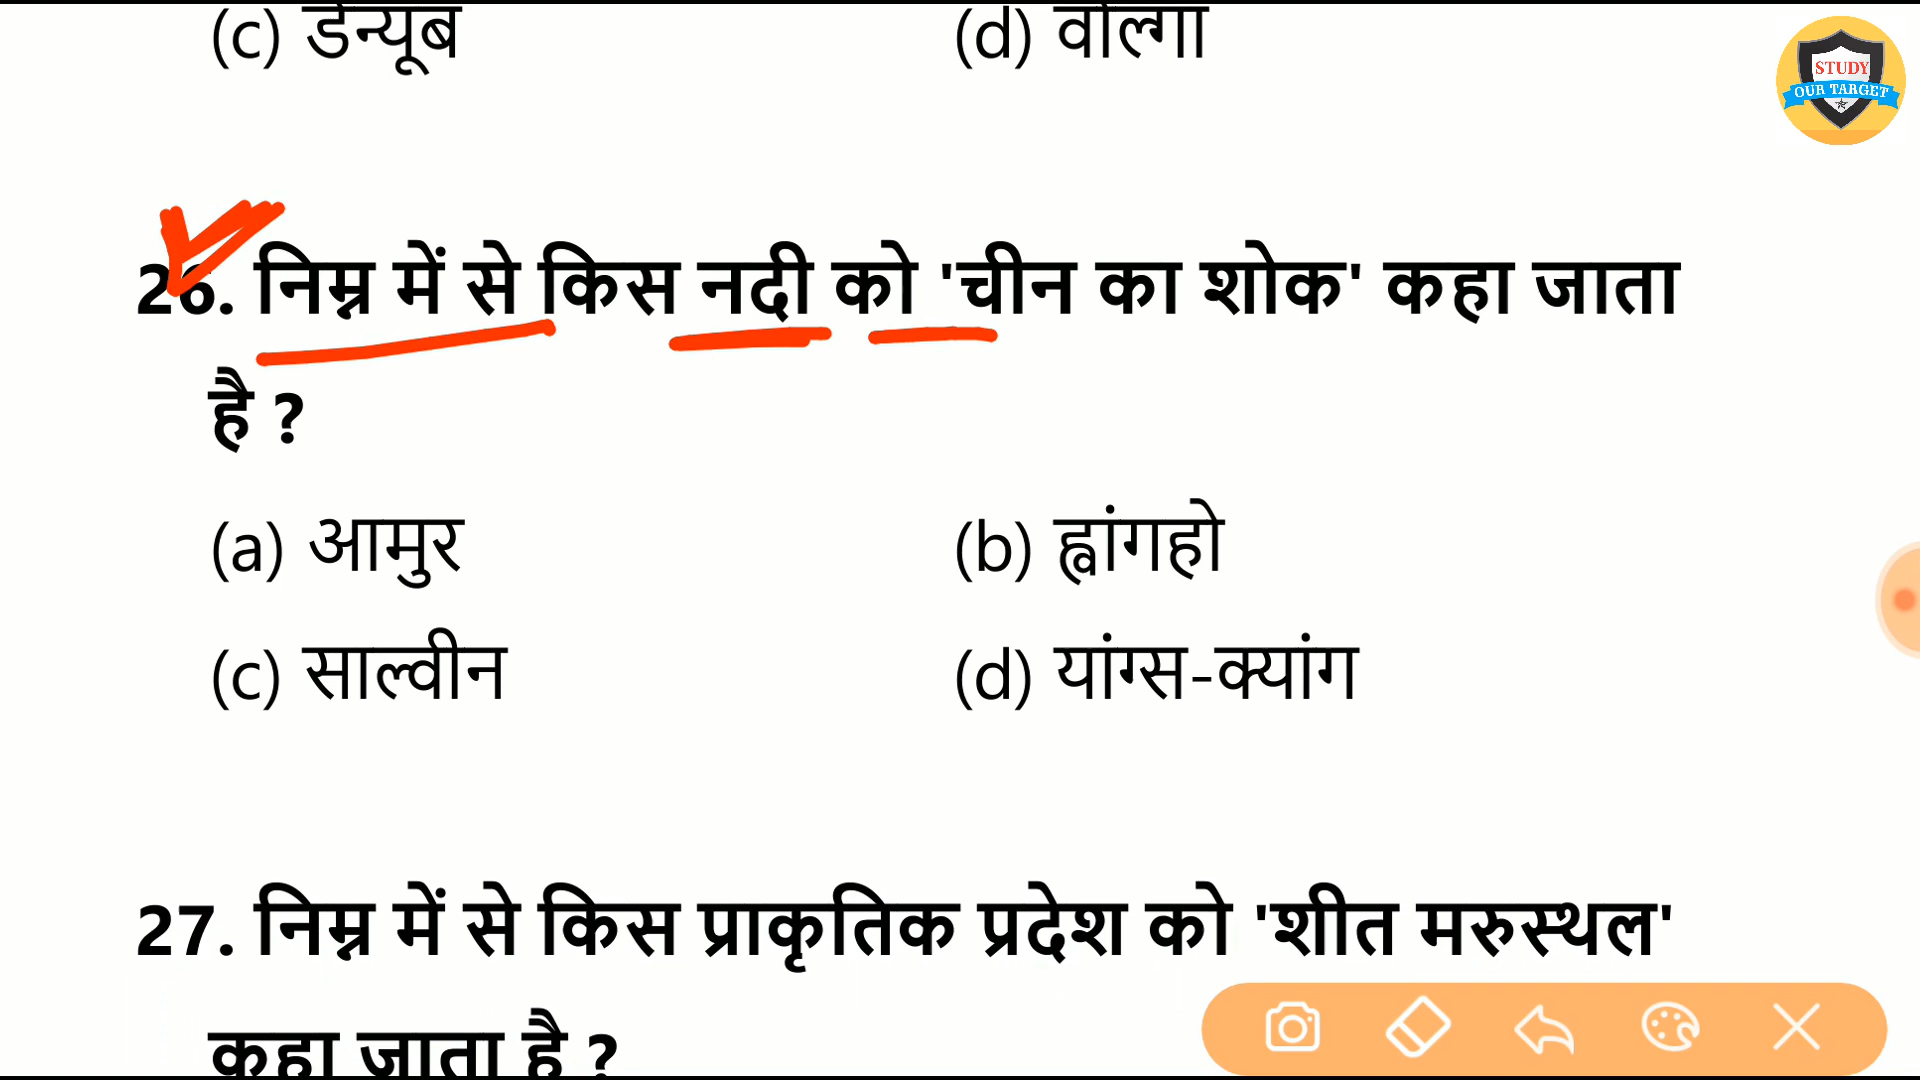 (c) डेन्यूब (d) वोल्गा
STUDY
OUR TARGET
26. निम्न में से किस नदी को 'चीन का शोक' कहा जाता
है ?
(a) आमुर (b) ह्वांगहो
(c) साल्वीन (d) यांग्स-क्यांग
27. निम्न में से किस प्राकृतिक प्रदेश को 'शीत मरुस्थल'
कहा जाता है ?